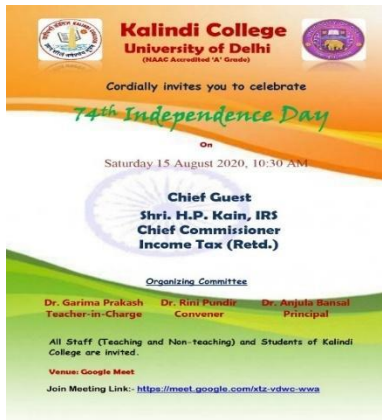 Kalindi College
University of Delhi
(NAAC Accredited 'A' Grade)
Cordially invites you to celebrate
74th Independence Day
On
Saturday 15 August 2020, 10:30 AM
Chief Guest
Shri. H.P. Kain, IRS
Chief Commissioner
Income Tax (Retd.)
Organizing Committee
Dr. Garima Prakash Dr. Rini Pundir Dr. Anjula Bansal
Teacher-in-Charge Convener Principal
All Staff (Teaching and Non-teaching) and Students of Kalindi
College are invited.
Venue: Google Meet
Join Meeting Link:- https://meet.google.com/xtz-vdwc-wwa